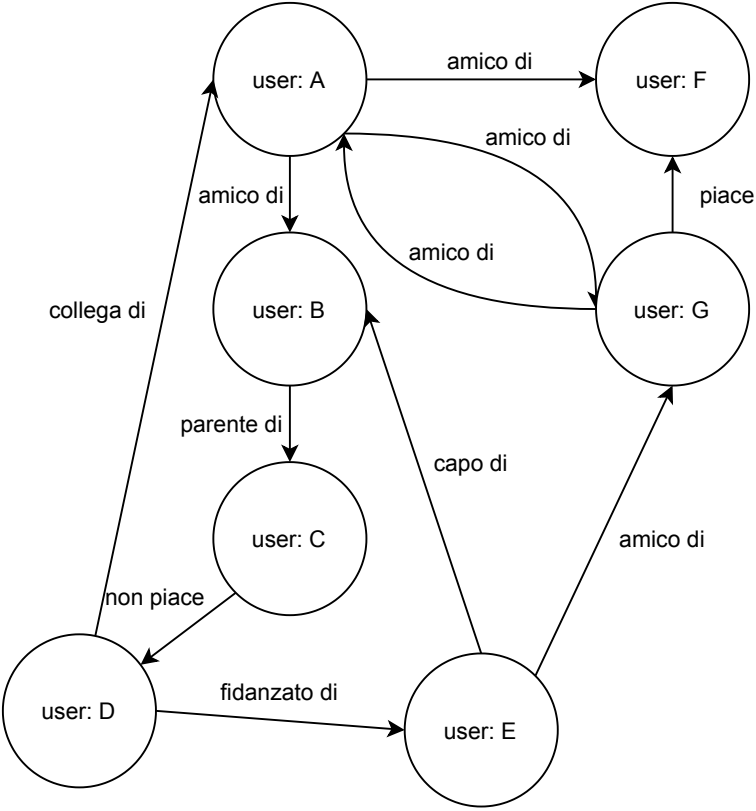 user: A
amico di
user: F
amico di
amico di
piace
amico di
collega di
user: B
user: G
parente di
capo di
user: C
amico di
non piace
fidanzato di
user: D
user: E